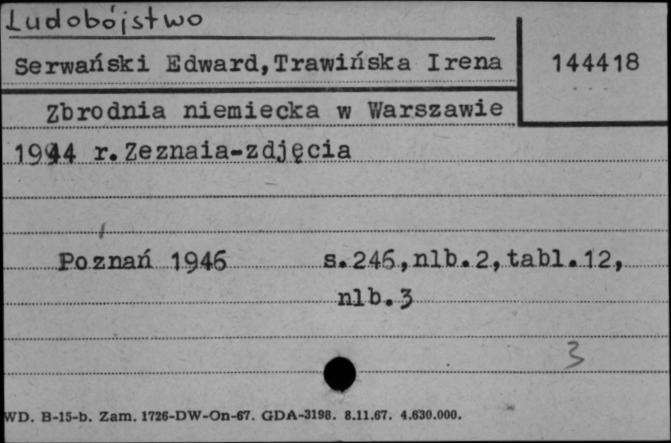 Ludobójstwo
Serwański Edward, Trawińska Irena
144418
Zbrodnia niemiecka w Warszawie
1944 r. Zeznaia-zdjęcia
Poznań 1946 s.246, nlb.2, tabl.12,
nlb.3
3
WD. B-15-b. Zam. 1726-DW-On-67. GDA-3198. 8.11.67. 4.630.000.